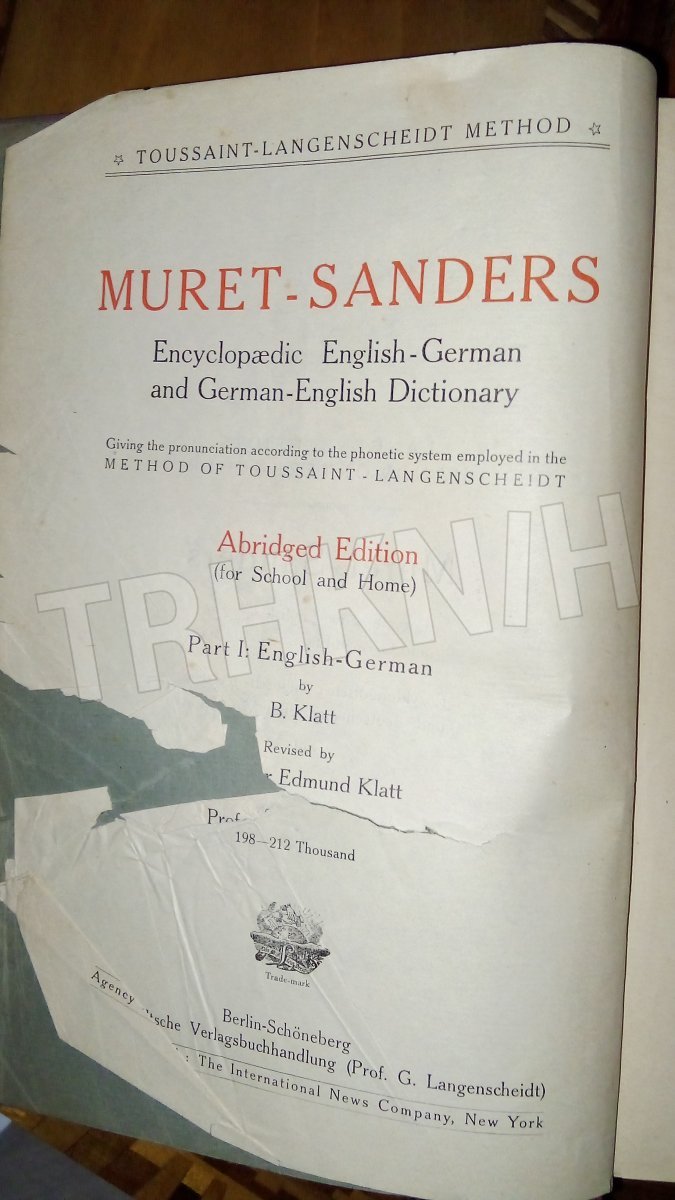 ☆ TOUSSAINT-LANGENSCHEIDT METHOD ☆
MURET-SANDERS
Encyclopædic English-German
and German-English Dictionary
Giving the pronunciation according to the phonetic system employed in the
METHOD OF TOUSSAINT-LANGENSCHEIDT
Abridged Edition
(for School and Home)
TRHKNIH
Part I: English-German
by
B. Klatt
Revised by
Edmund Klatt
198—212 Thousand
Trade-mark
Berlin-Schöneberg
Verlagsbuchhandlung (Prof. G. Langenscheidt)
Agency : The International News Company, New York